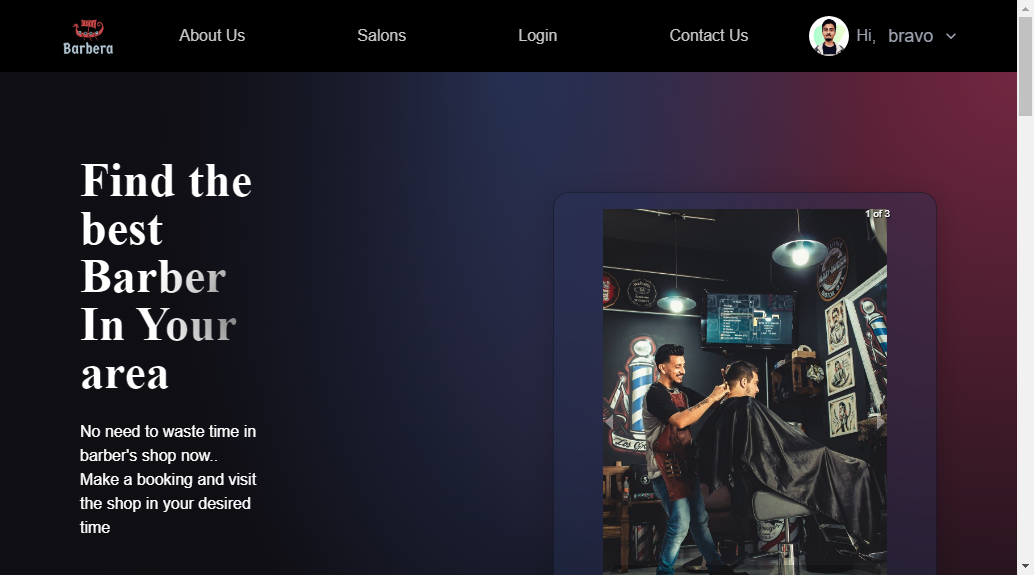 Barbera
About Us
Salons
Login
Contact Us
Hi, bravo
Find the
best
Barber
In Your
area
1 of 3
No need to waste time in
barber's shop now..
Make a booking and visit
the shop in your desired
time